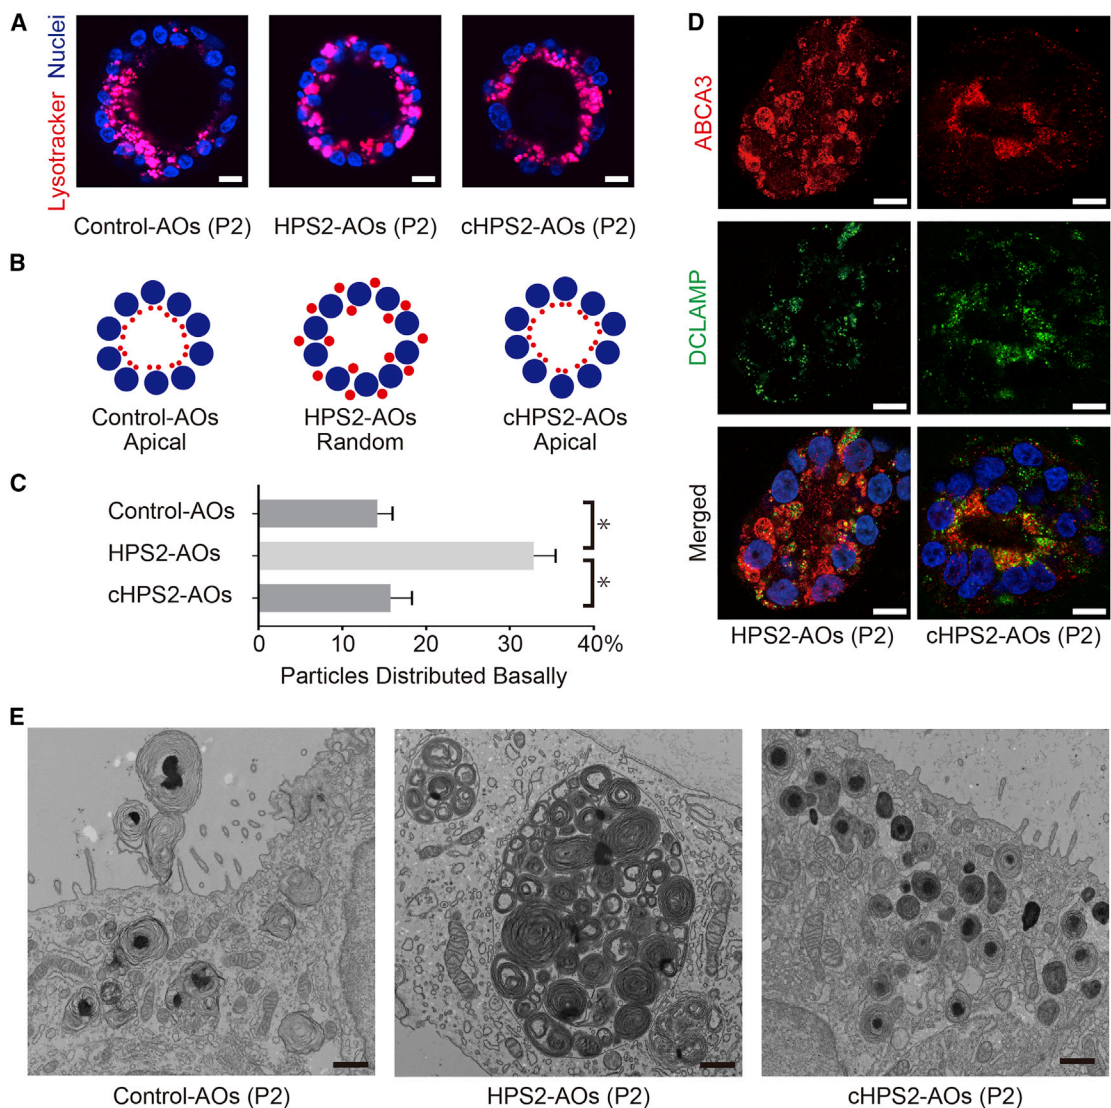 A
Lysotracker Nuclei
Control-AOs (P2)
HPS2-AOs (P2)
cHPS2-AOs (P2)
B
Control-AOs
Apical
HPS2-AOs
Random
cHPS2-AOs
Apical
C
Control-AOs
HPS2-AOs
cHPS2-AOs
*
*
0 10 20 30 40%
Particles Distributed Basally
D
ABCA3
DCLAMP
Merged
HPS2-AOs (P2)
cHPS2-AOs (P2)
E
Control-AOs (P2)
HPS2-AOs (P2)
cHPS2-AOs (P2)